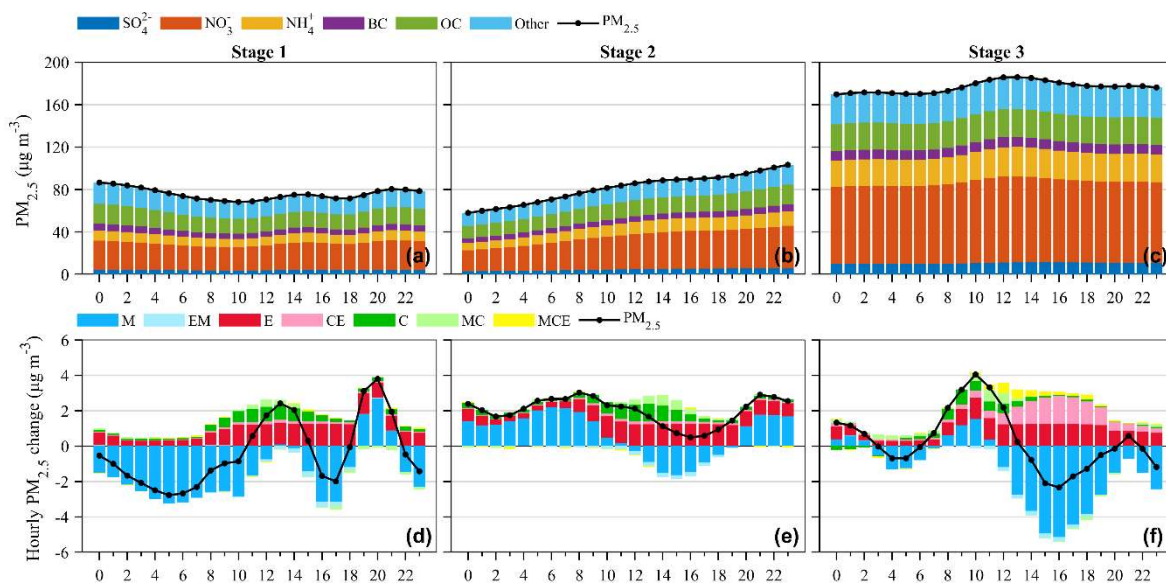 SO₄²⁻ NO₃⁻ NH₄⁺ BC OC Other PM₂.₅
Stage 1 Stage 2 Stage 3
PM₂.₅ (μg m⁻³)
200
160
120
80
40
0
(a) (b) (c)
0 2 4 6 8 10 12 14 16 18 20 22 0 2 4 6 8 10 12 14 16 18 20 22 0 2 4 6 8 10 12 14 16 18 20 22
M EM E CE C MC MCE PM₂.₅
Hourly PM₂.₅ change (μg m⁻³)
6
4
2
0
-2
-4
-6
(d) (e) (f)
0 2 4 6 8 10 12 14 16 18 20 22 0 2 4 6 8 10 12 14 16 18 20 22 0 2 4 6 8 10 12 14 16 18 20 22